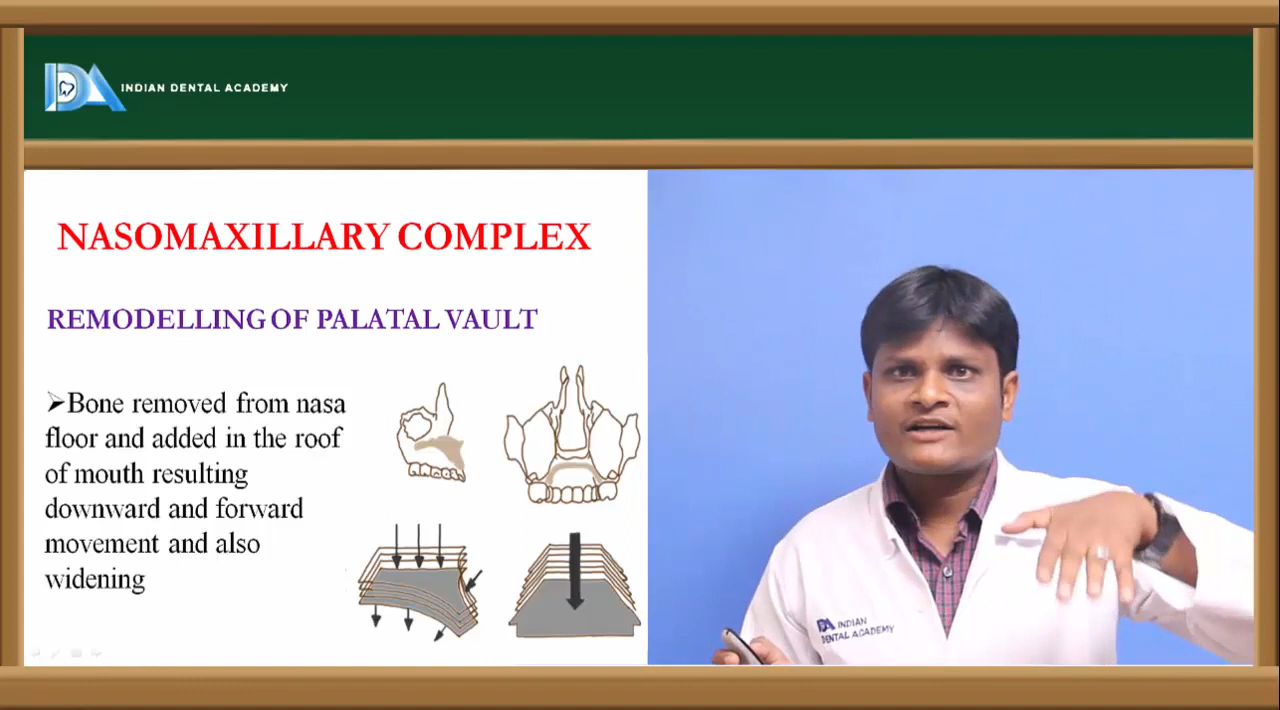 INDIAN DENTAL ACADEMY
NASOMAXILLARY COMPLEX
REMODELLING OF PALATAL VAULT
➢Bone removed from nasa
floor and added in the roof
of mouth resulting
downward and forward
movement and also
widening
INDIAN
DENTAL ACADEMY